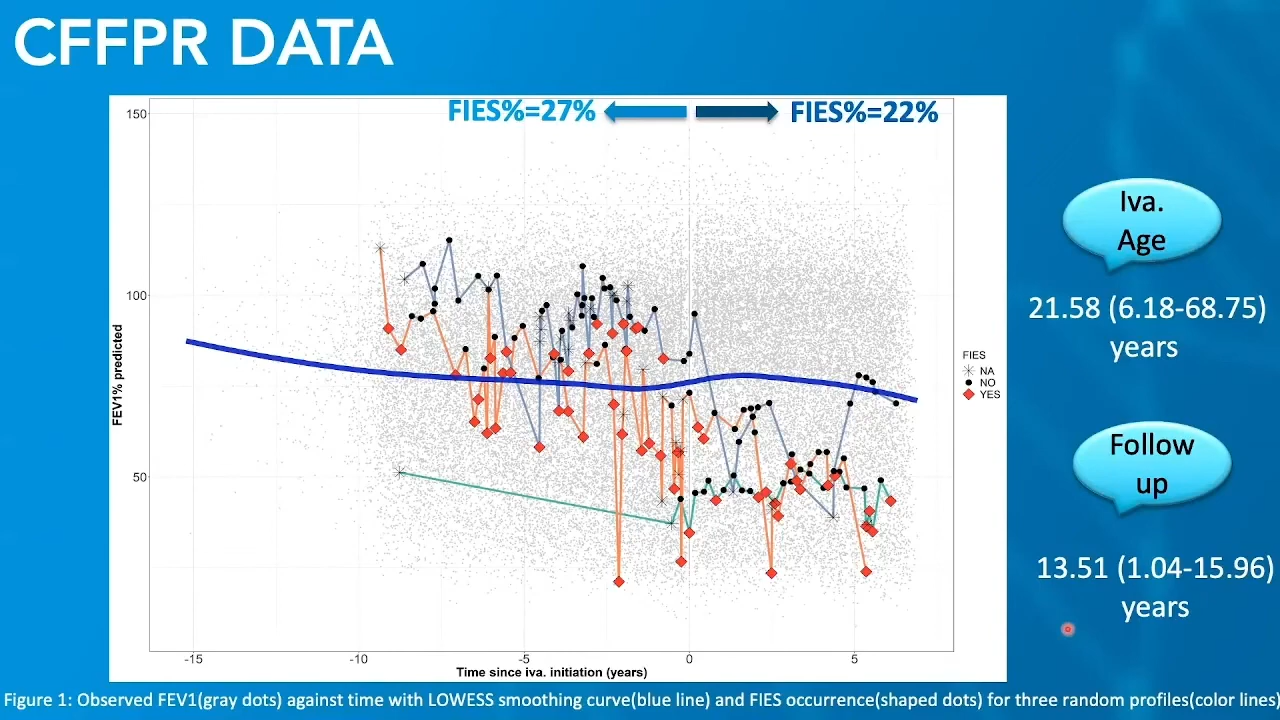 CFFPR DATA
FIES%=27%
FIES%=22%
150
100
50
FEV1% predicted
-15
-10
-5
0
5
Time since iva. initiation (years)
FIES
NA
NO
YES
Iva.
Age
21.58 (6.18-68.75)
years
Follow
up
13.51 (1.04-15.96)
years
Figure 1: Observed FEV1(gray dots) against time with LOWESS smoothing curve(blue line) and FIES occurrence(shaped dots) for three random profiles(color lines)